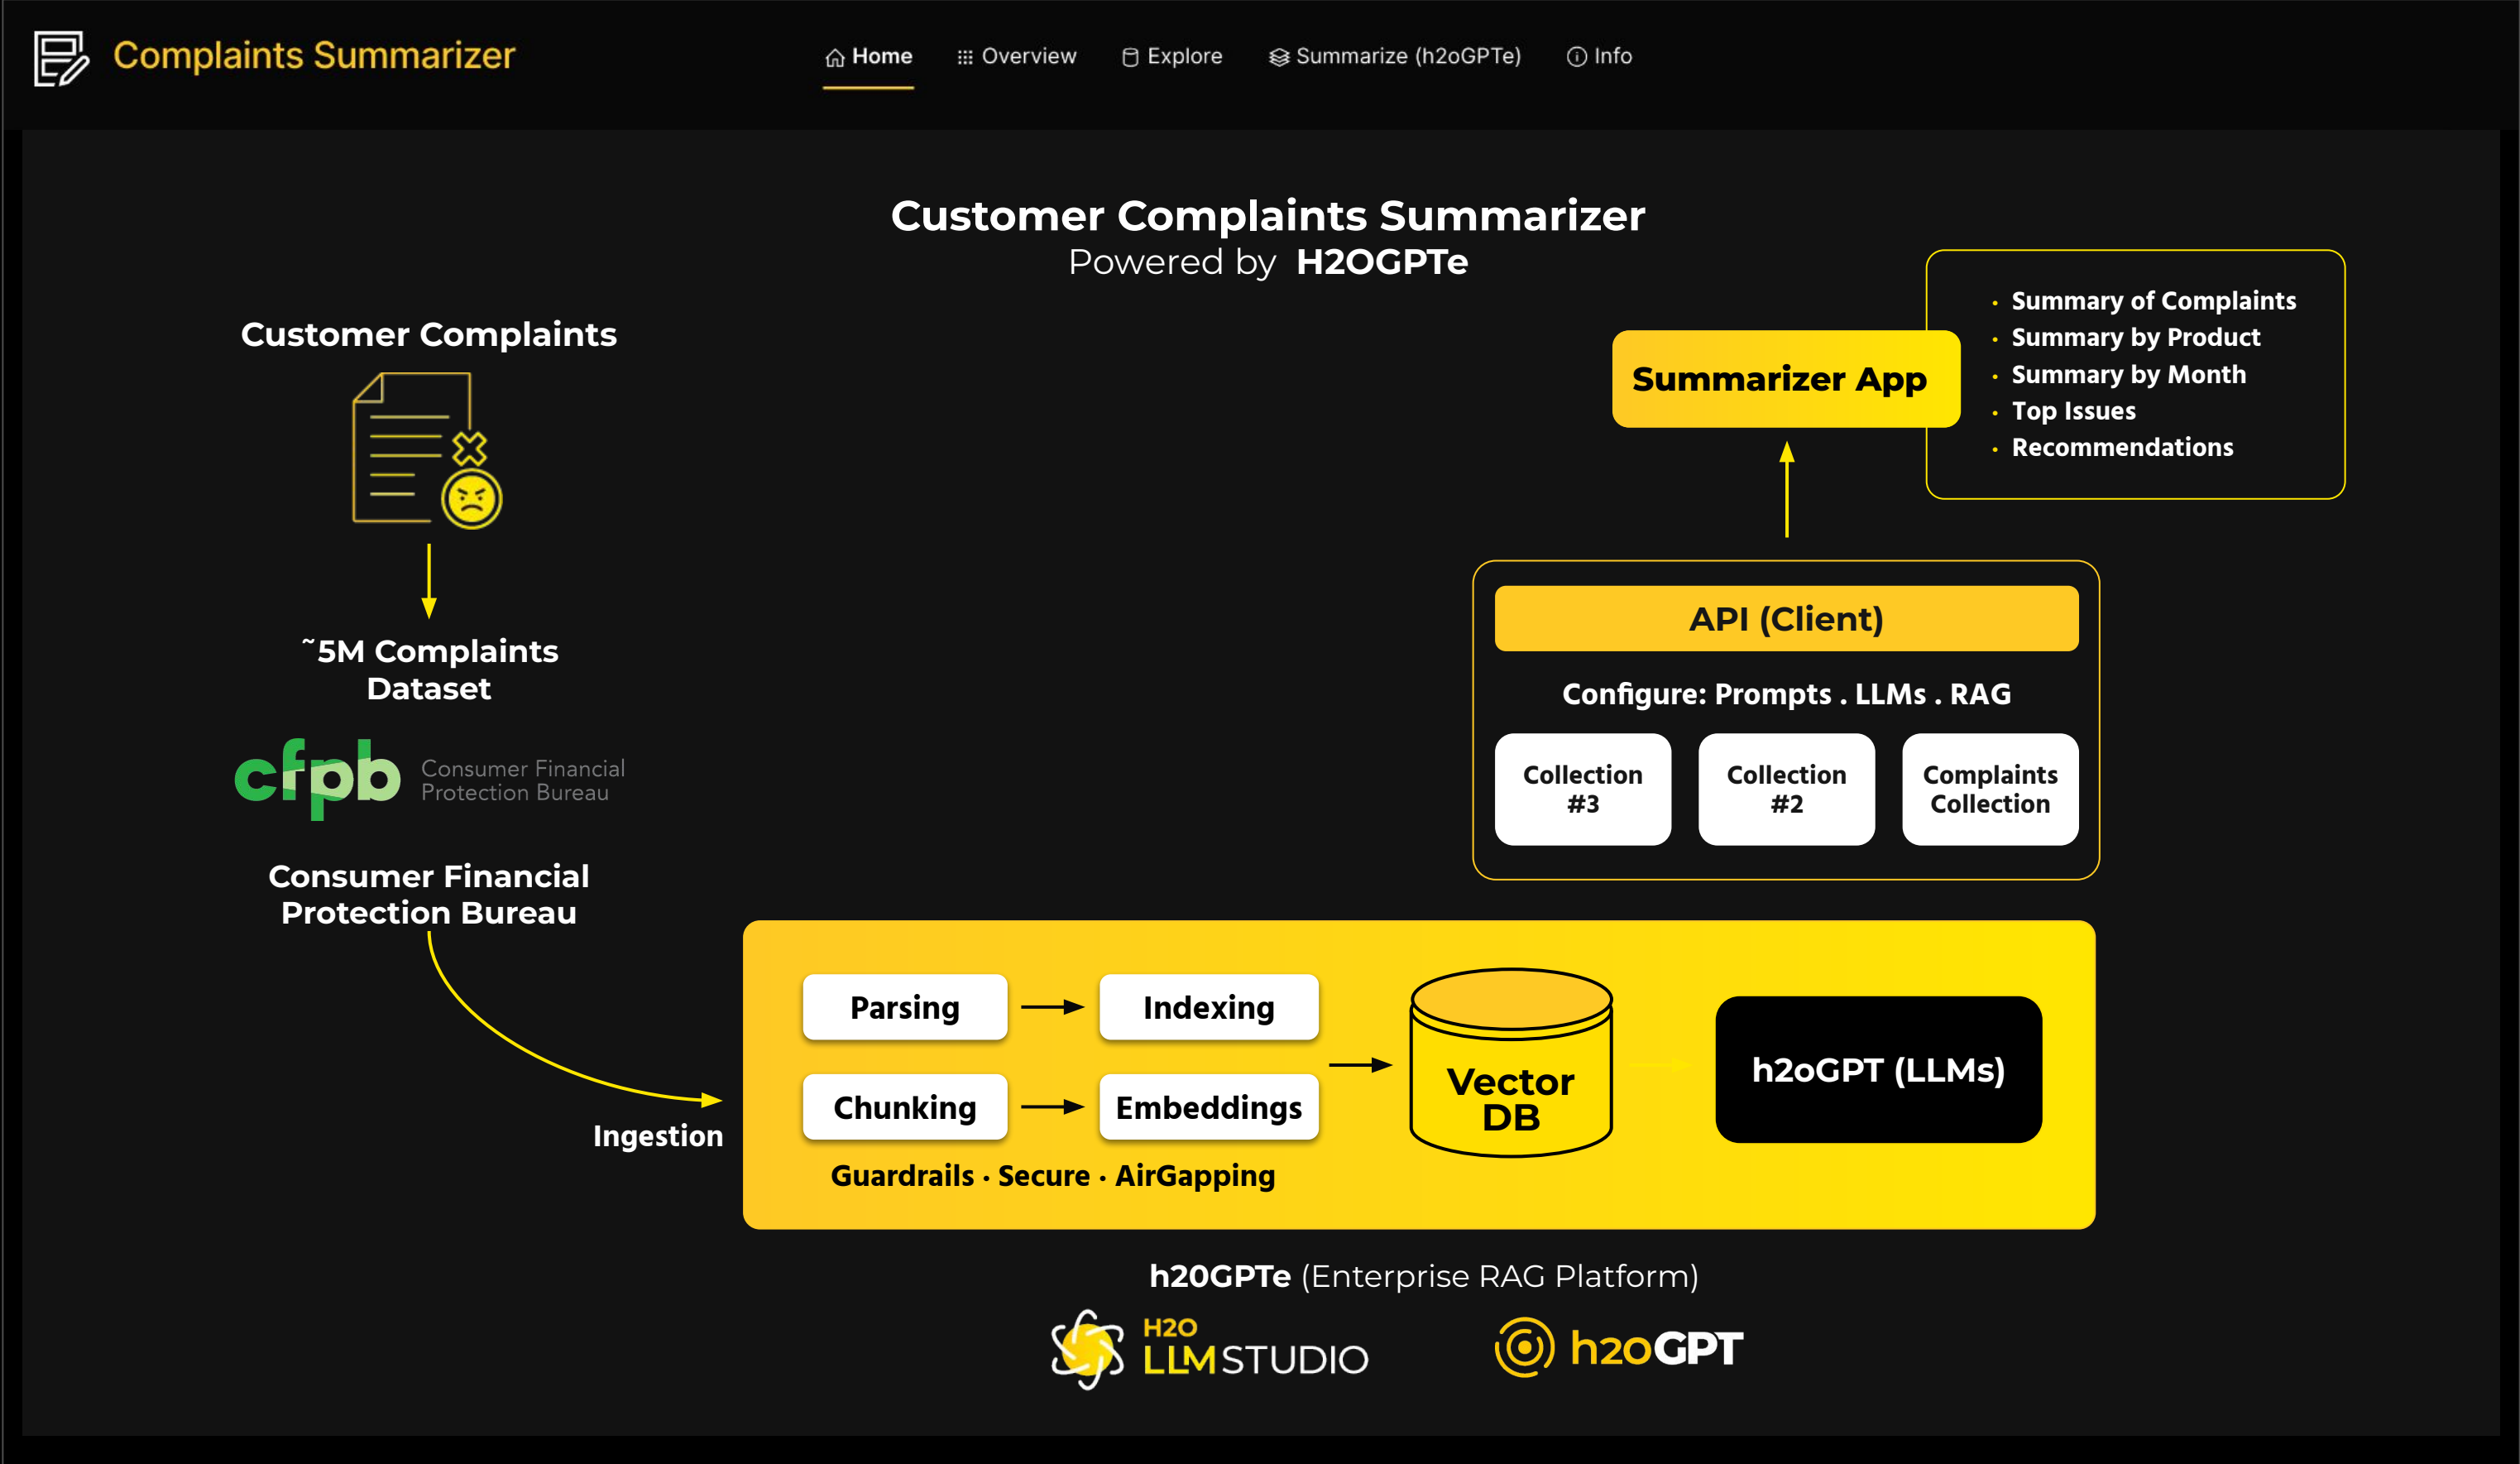 Complaints Summarizer
Home
Overview
Explore
Summarize (h2oGPTe)
Info
Customer Complaints Summarizer
Powered by H2OGPTe
Customer Complaints
~5M Complaints
Dataset
cfpb
Consumer Financial
Protection Bureau
Consumer Financial
Protection Bureau
Ingestion
Summarizer App
· Summary of Complaints
· Summary by Product
· Summary by Month
· Top Issues
· Recommendations
API (Client)
Configure: Prompts . LLMs . RAG
Collection
#3
Collection
#2
Complaints
Collection
Parsing
Indexing
Chunking
Embeddings
Guardrails · Secure · AirGapping
Vector
DB
h2oGPT (LLMs)
h20GPTe (Enterprise RAG Platform)
H2O
LLM STUDIO
h2oGPT